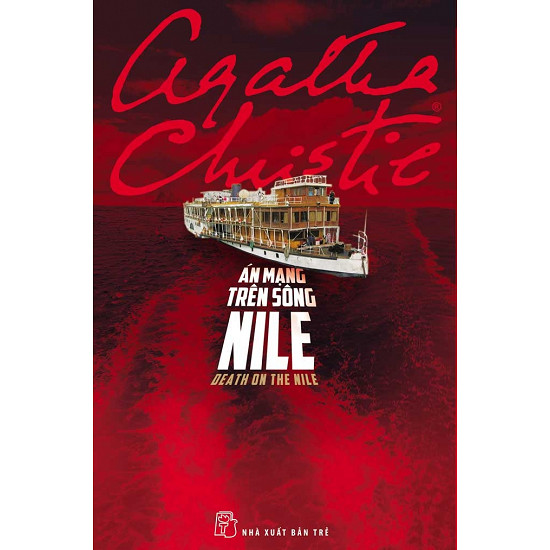 Agatha
Christie®
ÁN MẠNG
TRÊN SÔNG
NILE
DEATH ON THE NILE
NHÀ XUẤT BẢN TRẺ